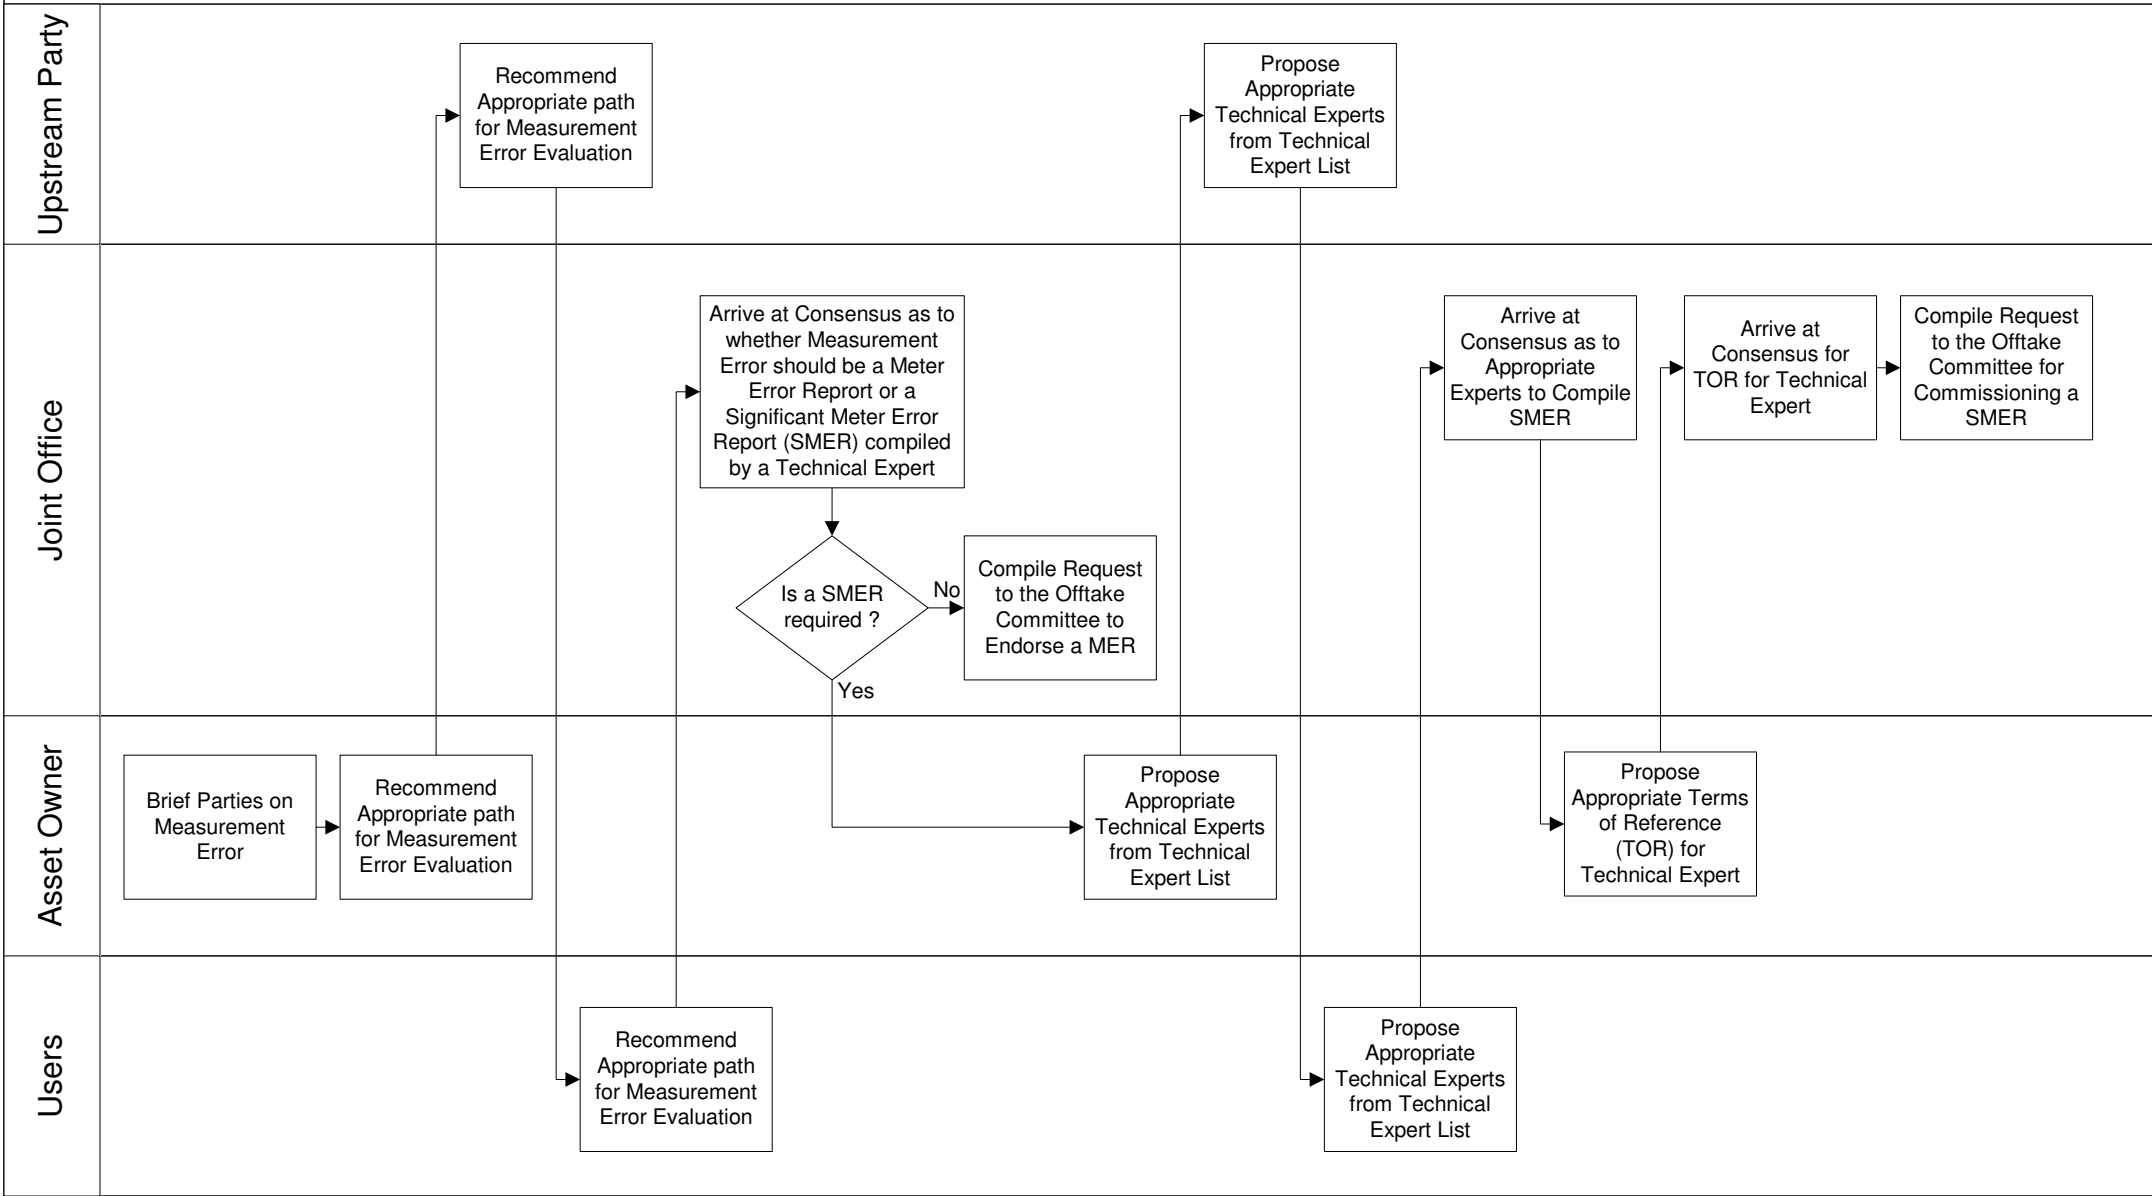 Upstream Party
Recommend
Appropriate path
for Measurement
Error Evaluation
Propose
Appropriate
Technical Experts
from Technical
Expert List
Joint Office
Arrive at Consensus as to
whether Measurement
Error should be a Meter
Error Reprort or a
Significant Meter Error
Report (SMER) compiled
by a Technical Expert
Is a SMER
required ?
No
Yes
Compile Request
to the Offtake
Committee to
Endorse a MER
Arrive at
Consensus as to
Appropriate
Experts to Compile
SMER
Arrive at
Consensus for
TOR for Technical
Expert
Compile Request
to the Offtake
Committee for
Commissioning a
SMER
Asset Owner
Brief Parties on
Measurement
Error
Recommend
Appropriate path
for Measurement
Error Evaluation
Propose
Appropriate
Technical Experts
from Technical
Expert List
Propose
Appropriate Terms
of Reference
(TOR) for
Technical Expert
Users
Recommend
Appropriate path
for Measurement
Error Evaluation
Propose
Appropriate
Technical Experts
from Technical
Expert List